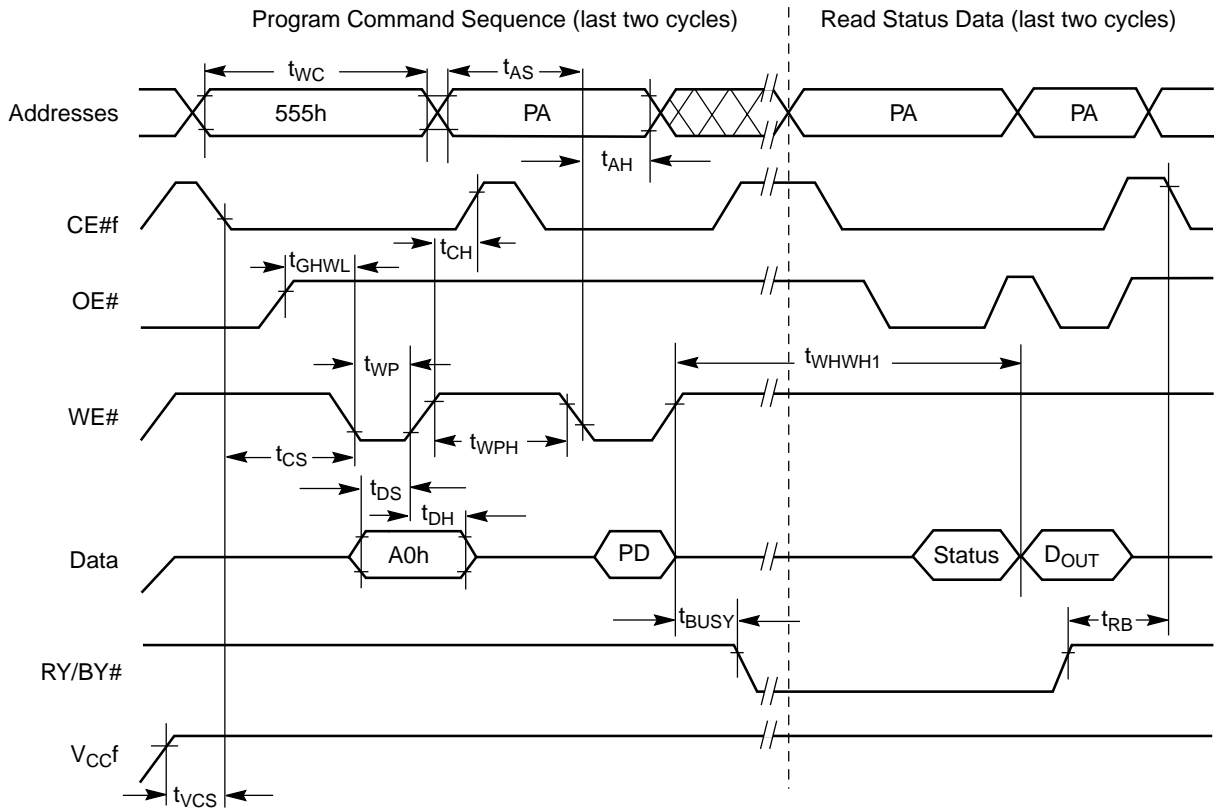 Program Command Sequence (last two cycles)
Read Status Data (last two cycles)
tWC
tAS
Addresses
555h
PA
PA
PA
tAH
CE#f
tCH
tGHWL
OE#
tWP
tWHWH1
WE#
tWPH
tCS
tDS
tDH
Data
A0h
PD
Status
DOUT
tBUSY
tRB
RY/BY#
VCCf
tVCS